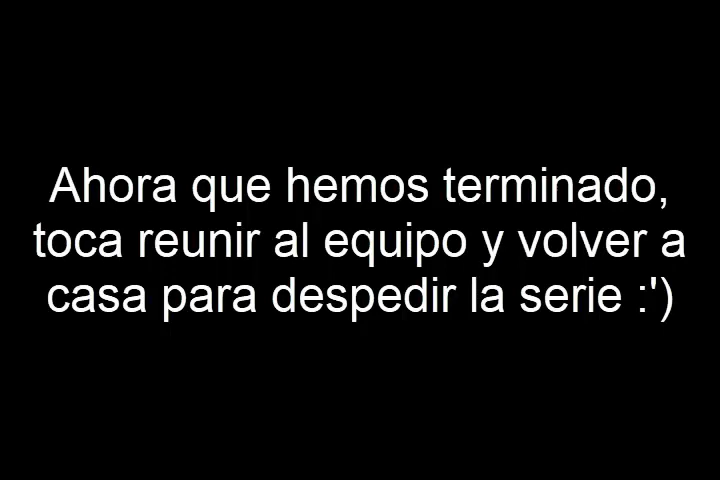 Ahora que hemos terminado,
toca reunir al equipo y volver a
casa para despedir la serie :')